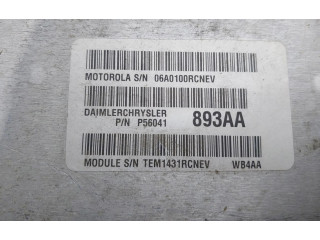 MOTOROLA S/N 06A0100RCNEV
DAIMLERCHRYSLER
P/N P56041 893AA
MODULE S/N TEM1431RCNEV WB4AA